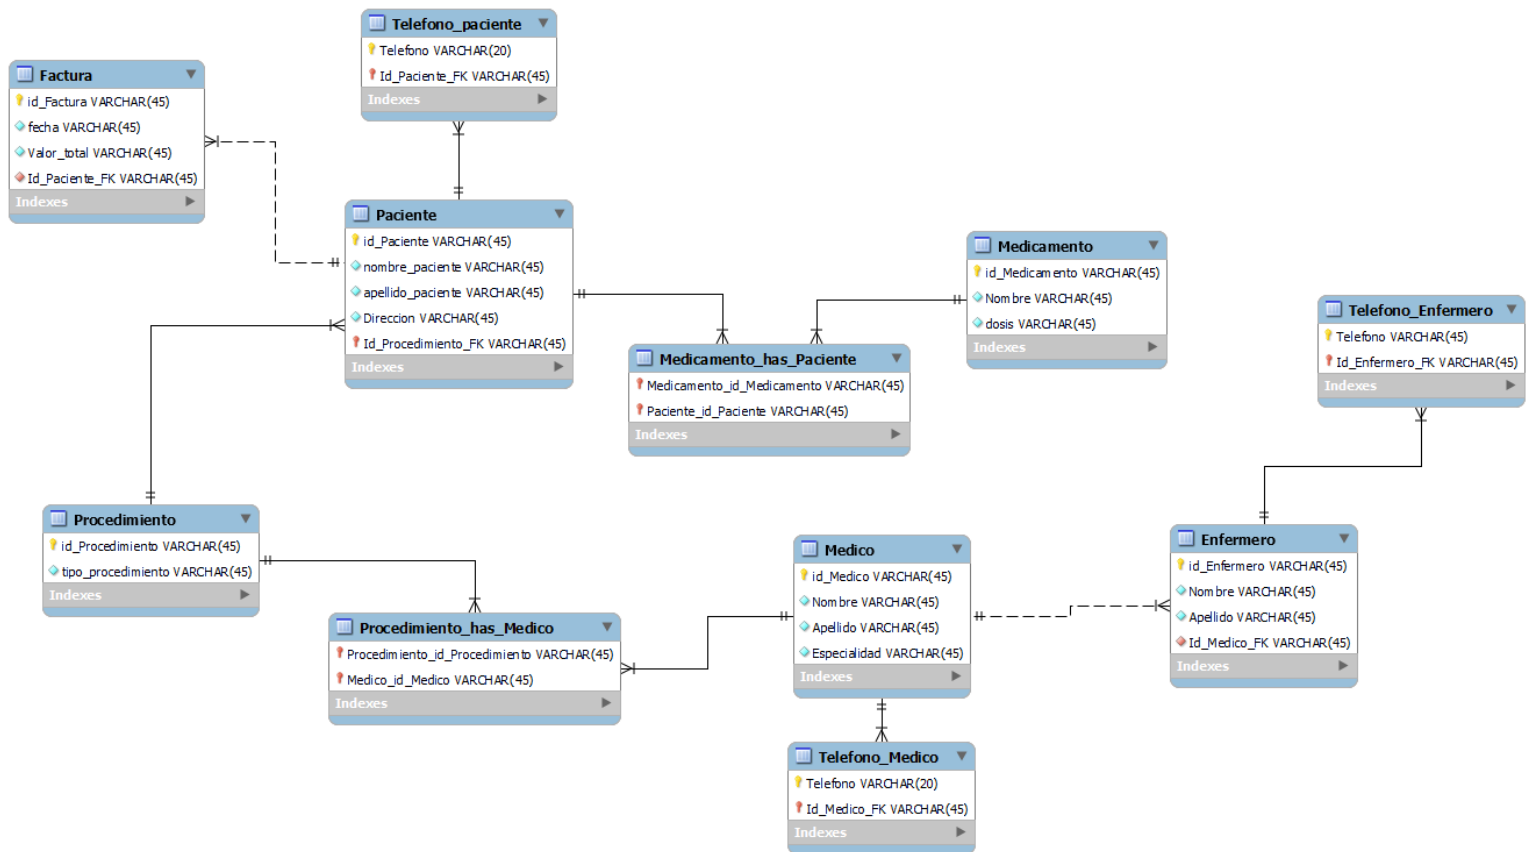 Telefono_paciente
Telefono VARCHAR(20)
Id_Paciente_FK VARCHAR(45)
Indexes
Factura
id_Factura VARCHAR(45)
fecha VARCHAR(45)
Valor_total VARCHAR(45)
Id_Paciente_FK VARCHAR(45)
Indexes
Paciente
id_Paciente VARCHAR(45)
nombre_paciente VARCHAR(45)
apellido_paciente VARCHAR(45)
Direccion VARCHAR(45)
Id_Procedimiento_FK VARCHAR(45)
Indexes
Medicamento
id_Medicamento VARCHAR(45)
Nombre VARCHAR(45)
dosis VARCHAR(45)
Indexes
Telefono_Enfermero
Telefono VARCHAR(45)
Id_Enfermero_FK VARCHAR(45)
Indexes
Medicamento_has_Paciente
Medicamento_id_Medicamento VARCHAR(45)
Paciente_id_Paciente VARCHAR(45)
Indexes
Procedimiento
id_Procedimiento VARCHAR(45)
tipo_procedimiento VARCHAR(45)
Indexes
Medico
id_Medico VARCHAR(45)
Nombre VARCHAR(45)
Apellido VARCHAR(45)
Especialidad VARCHAR(45)
Indexes
Enfermero
id_Enfermero VARCHAR(45)
Nombre VARCHAR(45)
Apellido VARCHAR(45)
Id_Medico_FK VARCHAR(45)
Indexes
Procedimiento_has_Medico
Procedimiento_id_Procedimiento VARCHAR(45)
Medico_id_Medico VARCHAR(45)
Indexes
Telefono_Medico
Telefono VARCHAR(20)
Id_Medico_FK VARCHAR(45)
Indexes